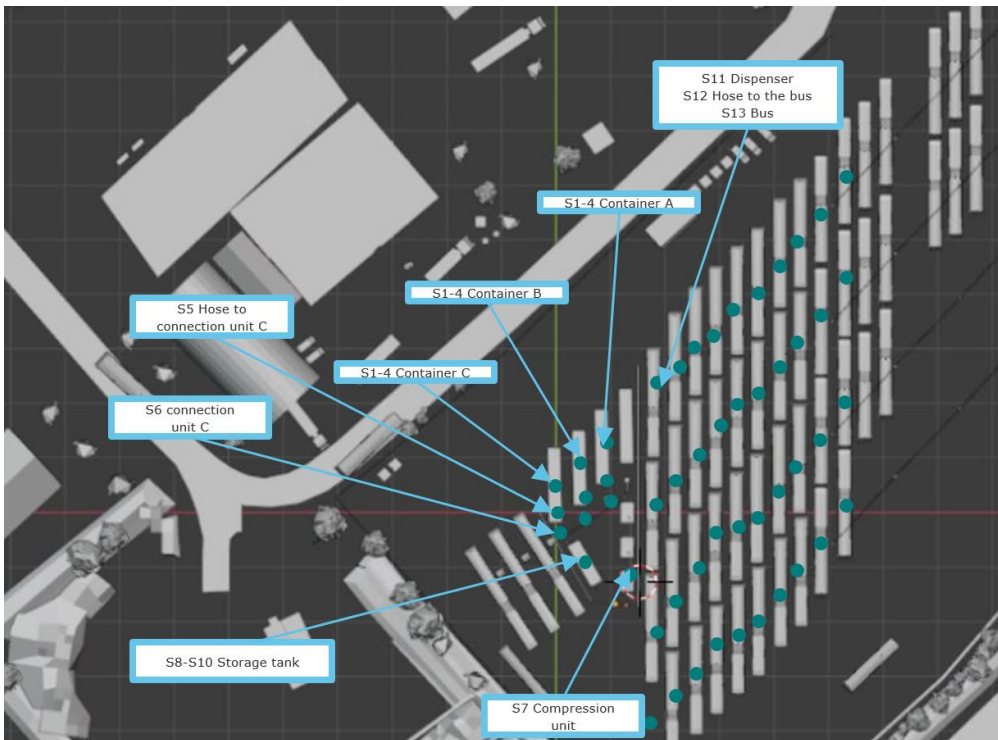 S11 Dispenser
S12 Hose to the bus
S13 Bus
S1-4 Container A
S1-4 Container B
S5 Hose to
connection unit C
S1-4 Container C
S6 connection
unit C
S8-S10 Storage tank
S7 Compression
unit